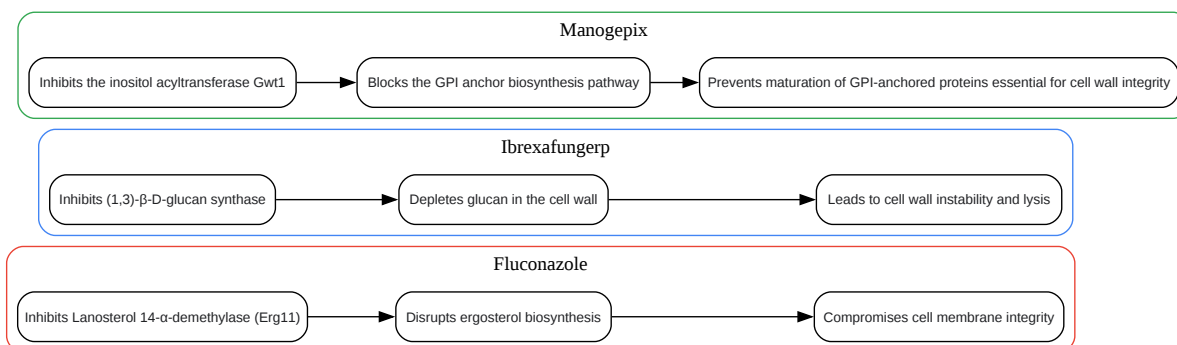 Manogepix
Inhibits the inositol acyltransferase Gwt1
Blocks the GPI anchor biosynthesis pathway
Prevents maturation of GPI-anchored proteins essential for cell wall integrity
Ibrexafungerp
Inhibits (1,3)-β-D-glucan synthase
Depletes glucan in the cell wall
Leads to cell wall instability and lysis
Fluconazole
Inhibits Lanosterol 14-α-demethylase (Erg11)
Disrupts ergosterol biosynthesis
Compromises cell membrane integrity